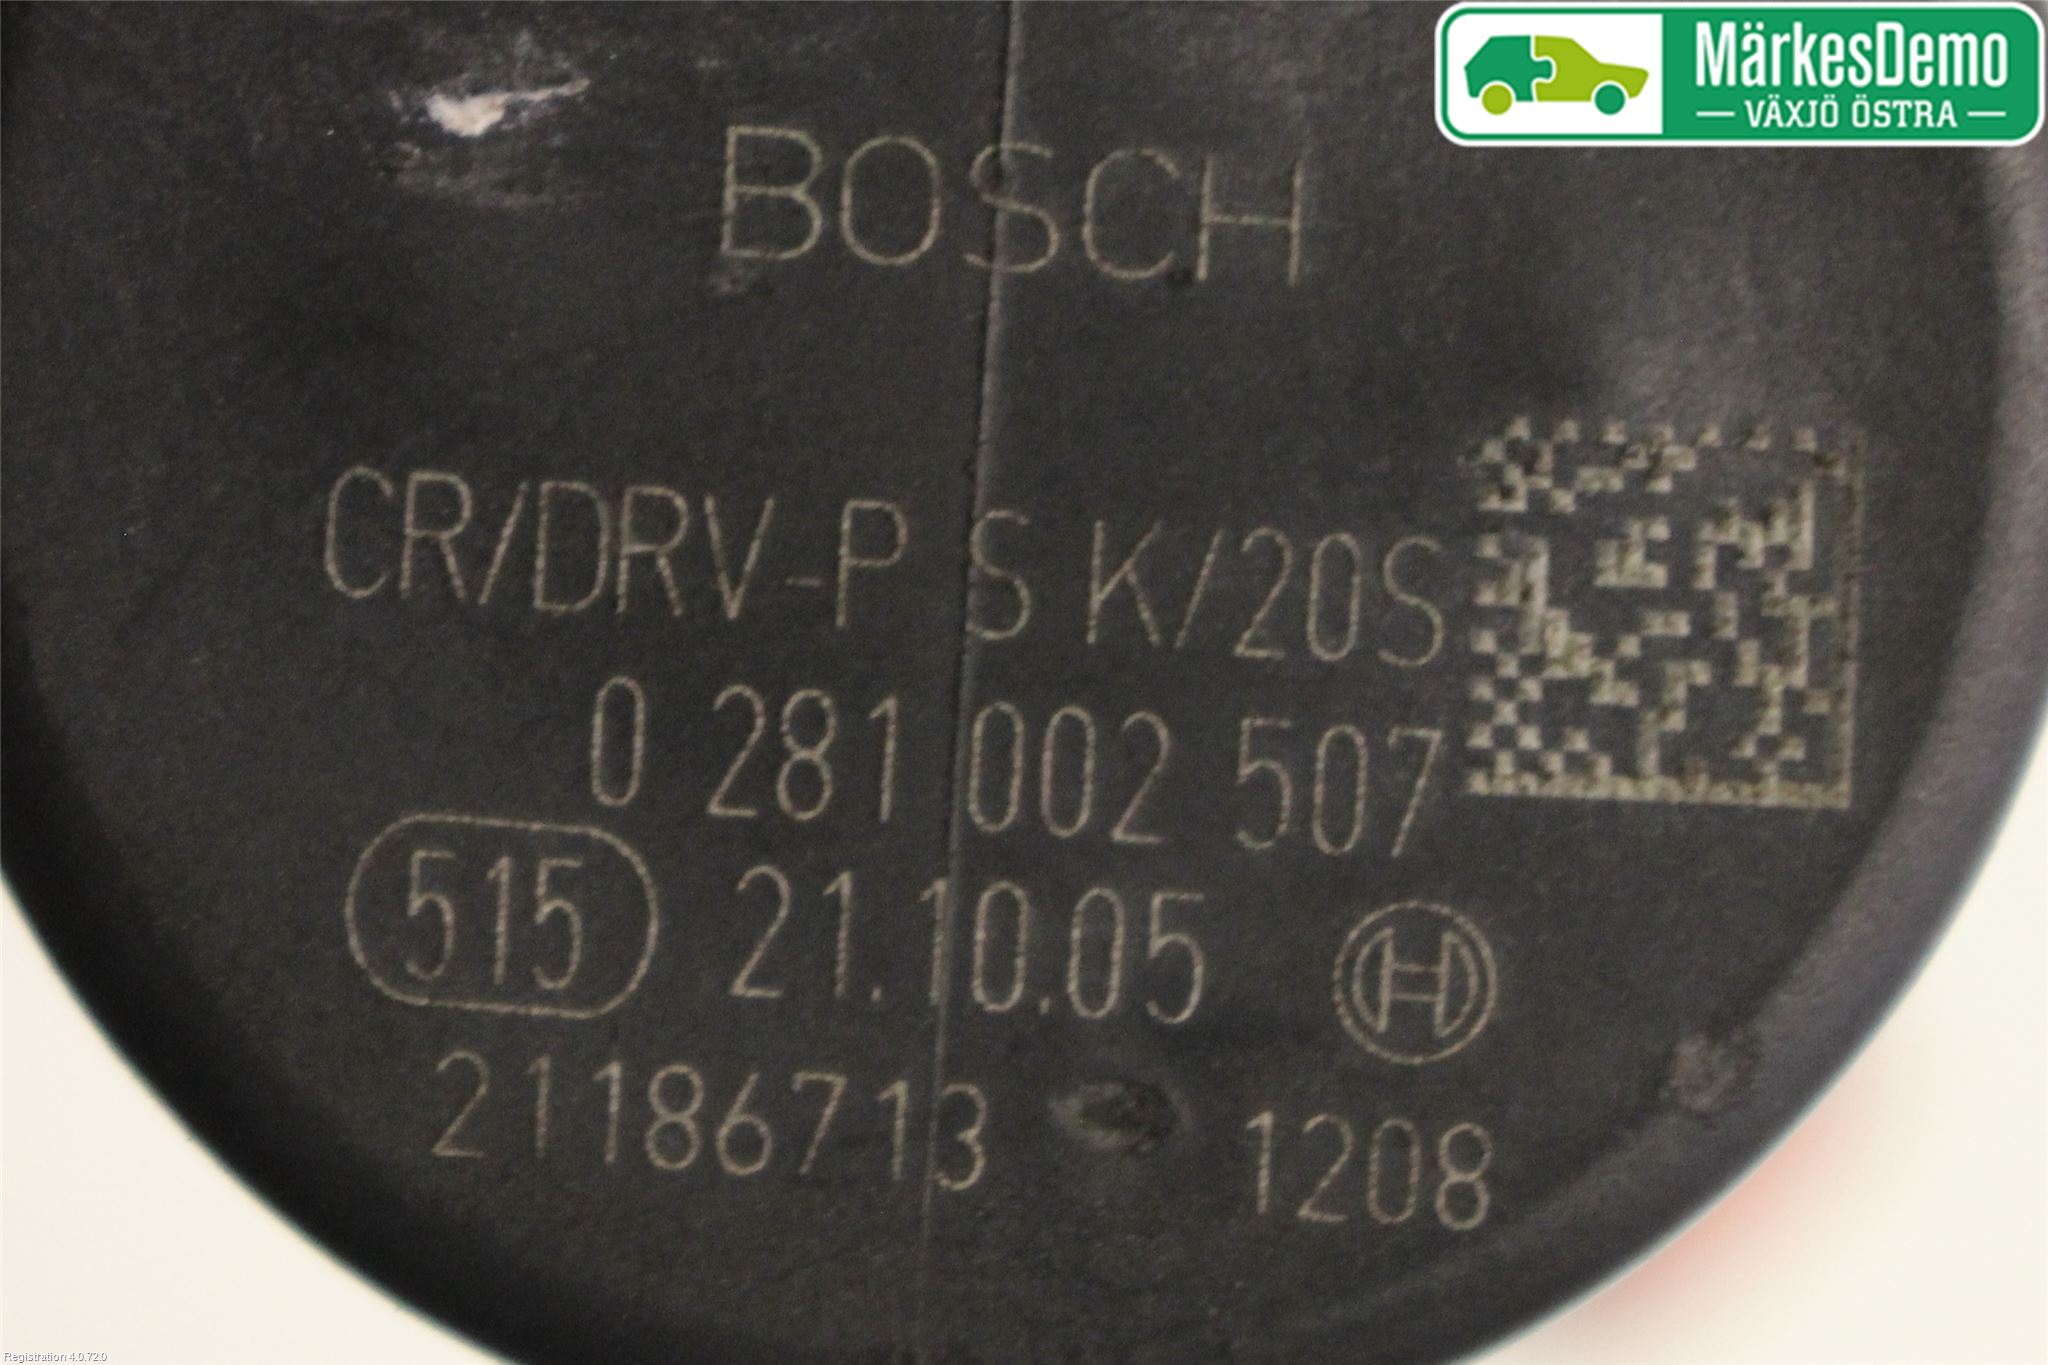 MärkesDemo
VÄXJÖ ÖSTRA
BOSCH
CR/DRV-P S K/20S
0 281 002 507
515 21.10.05 H
21186713 1208
Registration 4.0.72.0